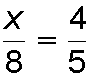 x/8 = 4/5